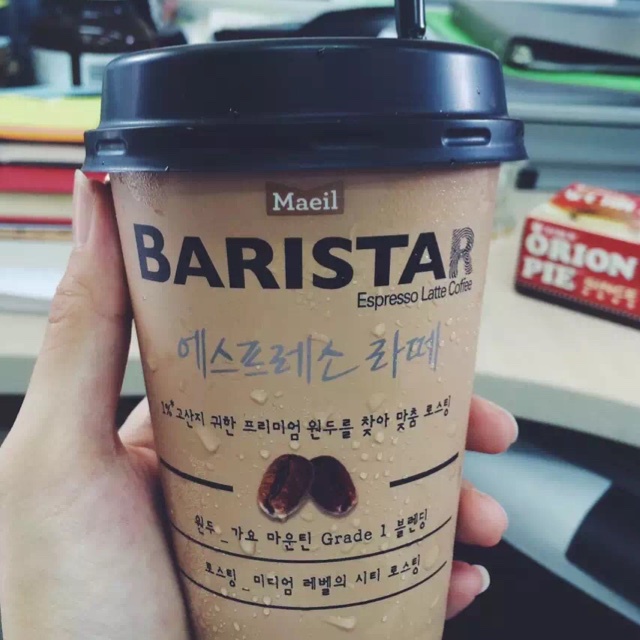 Maeil
BARISTAR
Espresso Latte Coffee
에스프레소 라떼
1%* 고산지 귀한 프리미엄 원두를 찾아 맞춤 로스팅
원두_ 가요 마운틴 Grade 1 블렌딩
로스팅_ 미디엄 레벨의 시티 로스팅
ORION
PIE